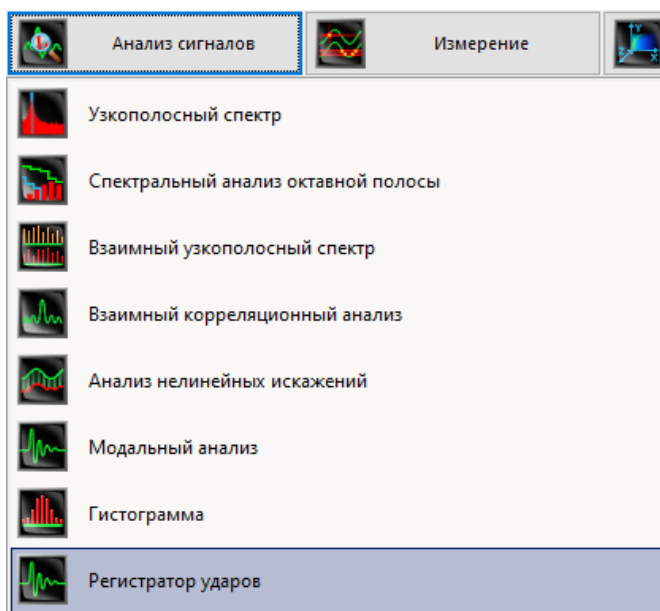 Анализ сигналов
Измерение
Узкополосный спектр
Спектральный анализ октавной полосы
Взаимный узкополосный спектр
Взаимный корреляционный анализ
Анализ нелинейных искажений
Модальный анализ
Гистограмма
Регистратор ударов